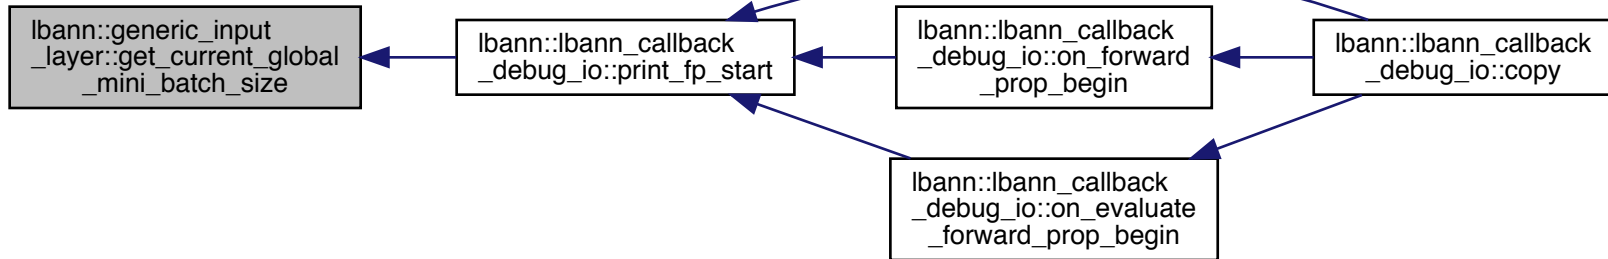 lbann::generic_input
_layer::get_current_global
_mini_batch_size
lbann::lbann_callback
_debug_io::print_fp_start
lbann::lbann_callback
_debug_io::on_forward
_prop_begin
lbann::lbann_callback
_debug_io::copy
lbann::lbann_callback
_debug_io::on_evaluate
_forward_prop_begin